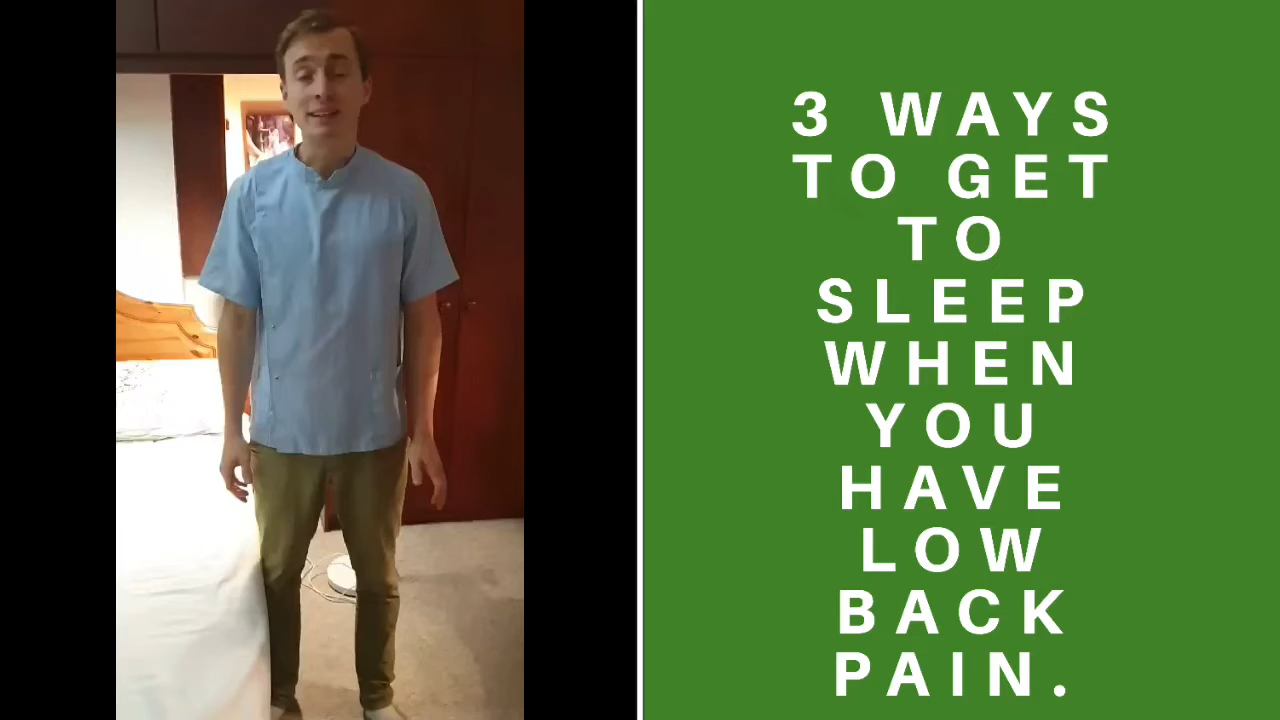 3 WAYS
TO GET
TO
SLEEP
WHEN
YOU
HAVE
LOW
BACK
PAIN.